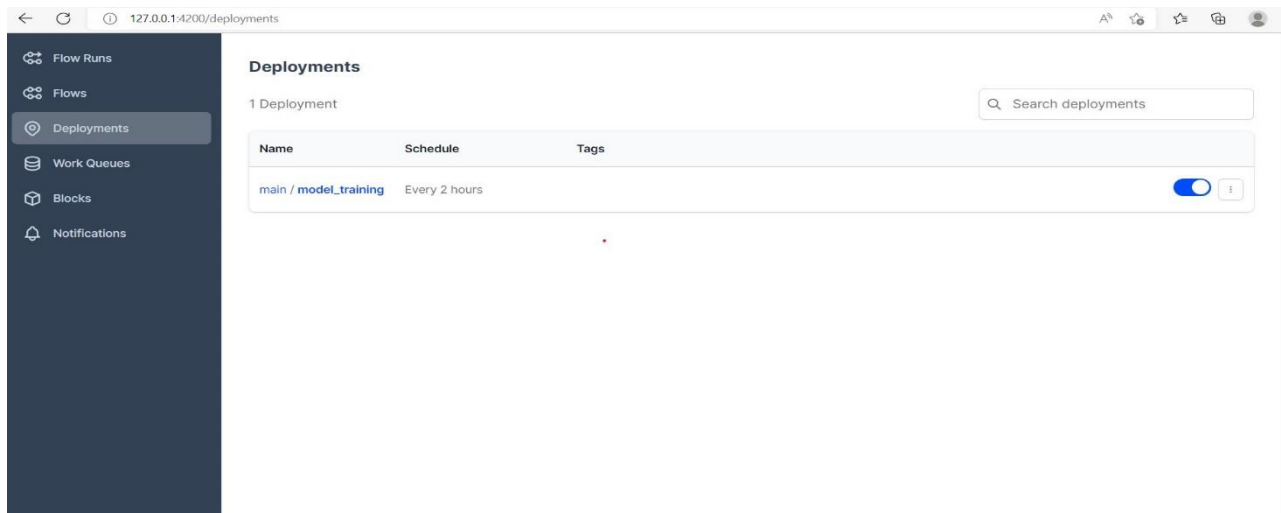 127.0.0.1:4200/deployments
Flow Runs
Flows
Deployments
Work Queues
Blocks
Notifications
Deployments
1 Deployment
Search deployments
Name Schedule Tags
main / model_training Every 2 hours